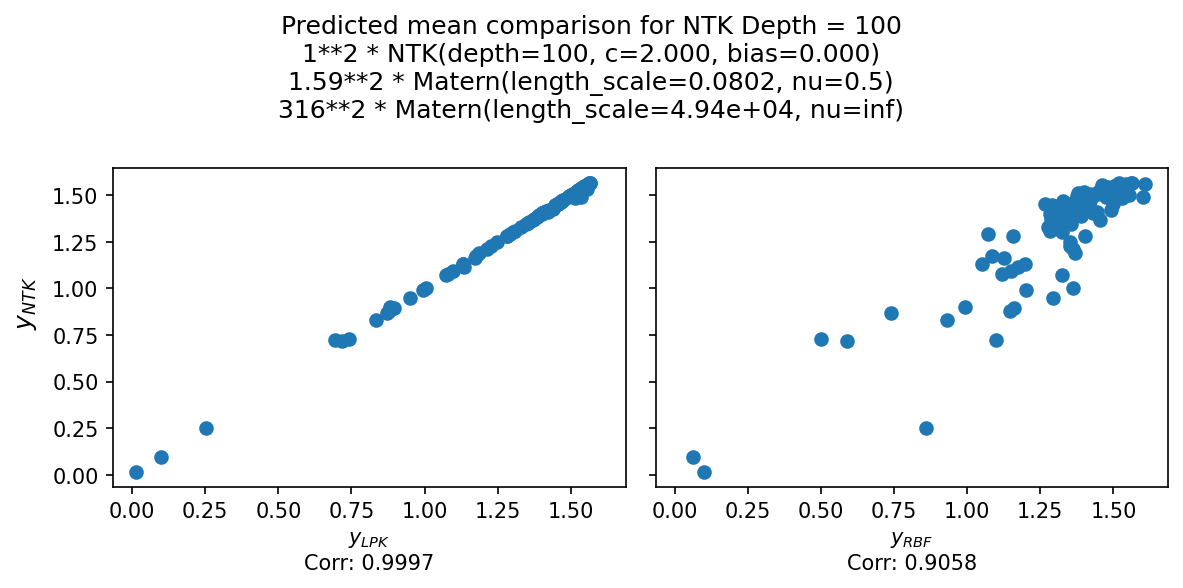 Predicted mean comparison for NTK Depth = 100
1**2 * NTK(depth=100, c=2.000, bias=0.000)
1.59**2 * Matern(length_scale=0.0802, nu=0.5)
316**2 * Matern(length_scale=4.94e+04, nu=inf)
1.50
1.25
1.00
0.75
0.50
0.25
0.00
y_NTK
0.00 0.25 0.50 0.75 1.00 1.25 1.50
0.00 0.25 0.50 0.75 1.00 1.25 1.50
y_LPK
Corr: 0.9997
y_RBF
Corr: 0.9058